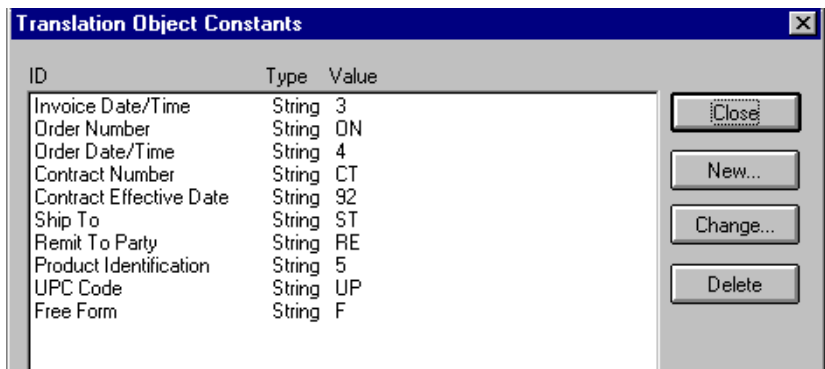 Translation Object Constants
ID Type Value
Invoice Date/Time String 3
Order Number String ON
Order Date/Time String 4
Contract Number String CT
Contract Effective Date String 92
Ship To String ST
Remit To Party String RE
Product Identification String 5
UPC Code String UP
Free Form String F
Close
New...
Change...
Delete